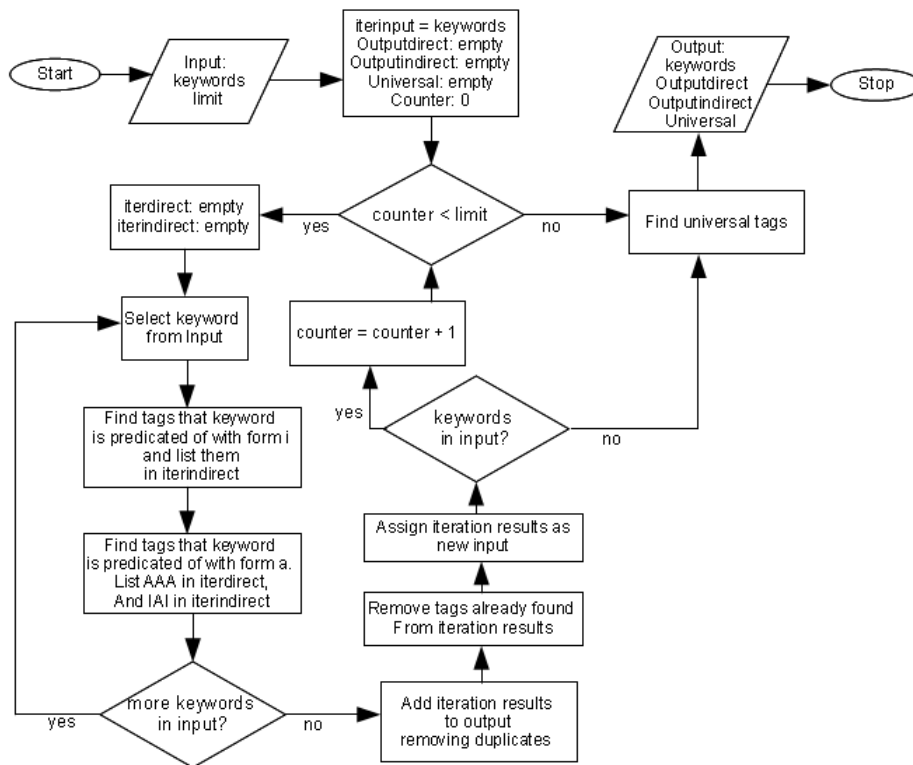 Start
Input:
keywords
limit
iterinput = keywords
Outputdirect: empty
Outputindirect: empty
Universal: empty
Counter: 0
Output:
keywords
Outputdirect
Outputindirect
Universal
Stop
iterdirect: empty
iterindirect: empty
yes
counter < limit
no
Find universal tags
Select keyword
from Input
counter = counter + 1
Find tags that keyword
is predicated of with form i
and list them
in iterindirect
yes
keywords
in input?
no
Find tags that keyword
is predicated of with form a.
List AAA in iterdirect,
And IAI in iterindirect
Assign iteration results as
new input
Remove tags already found
From iteration results
yes
more keywords
in input?
no
Add iteration results
to output
removing duplicates